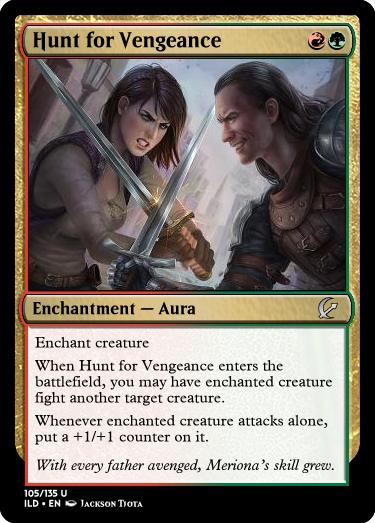 Hunt for Vengeance
Enchantment — Aura
Enchant creature
When Hunt for Vengeance enters the
battlefield, you may have enchanted creature
fight another target creature.
Whenever enchanted creature attacks alone,
put a +1/+1 counter on it.
With every father avenged, Meriona's skill grew.
105/135 U
ILD • EN Jackson Tjota